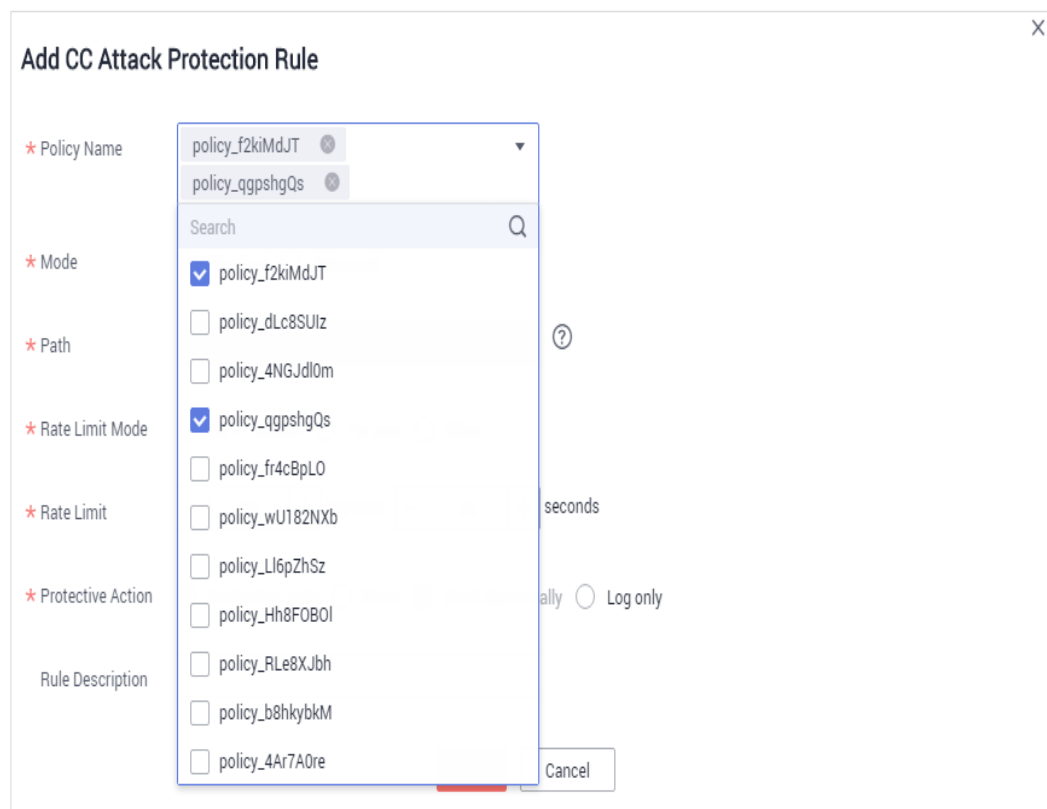 X
Add CC Attack Protection Rule
* Policy Name
policy_f2kiMdJT
policy_qgpshgQs
Search
* Mode
policy_f2kiMdJT
policy_dLc8SUIz
* Path
?
policy_4NGJdl0m
* Rate Limit Mode
policy_qgpshgQs
policy_fr4cBpLO
* Rate Limit
policy_wU182NXb
seconds
policy_Ll6pZhSz
* Protective Action
ally
Log only
policy_Hh8FOBOl
policy_RLe8XJbh
Rule Description
policy_b8hkybkM
policy_4Ar7A0re
Cancel